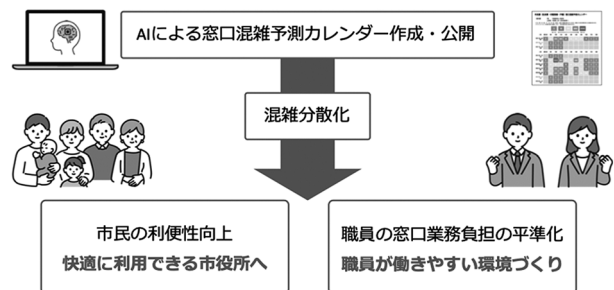 AIによる窓口混雑予測カレンダー作成・公開
混雑分散化
市民の利便性向上
快適に利用できる市役所へ
職員の窓口業務負担の平準化
職員が働きやすい環境づくり